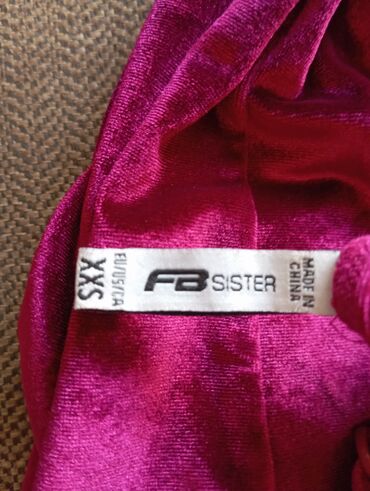 EU/US/CA
XXS
FB SISTER
MADE IN
CHINA